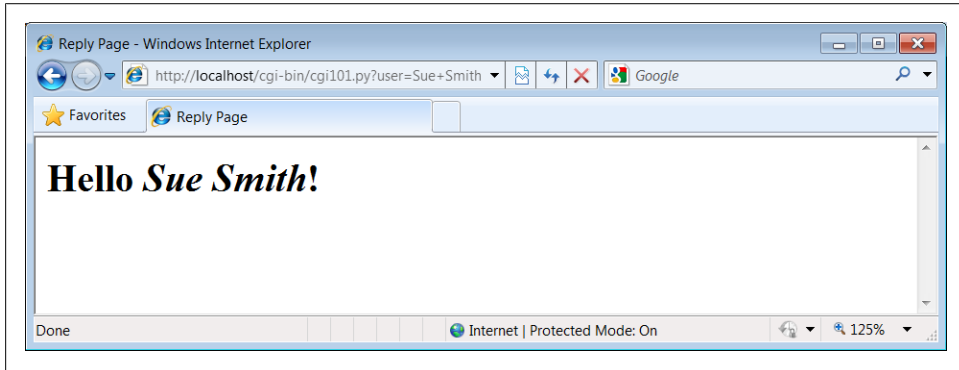 Reply Page - Windows Internet Explorer
http://localhost/cgi-bin/cgi101.py?user=Sue+Smith Google
Favorites Reply Page
Hello Sue Smith!
Done Internet | Protected Mode: On 125%